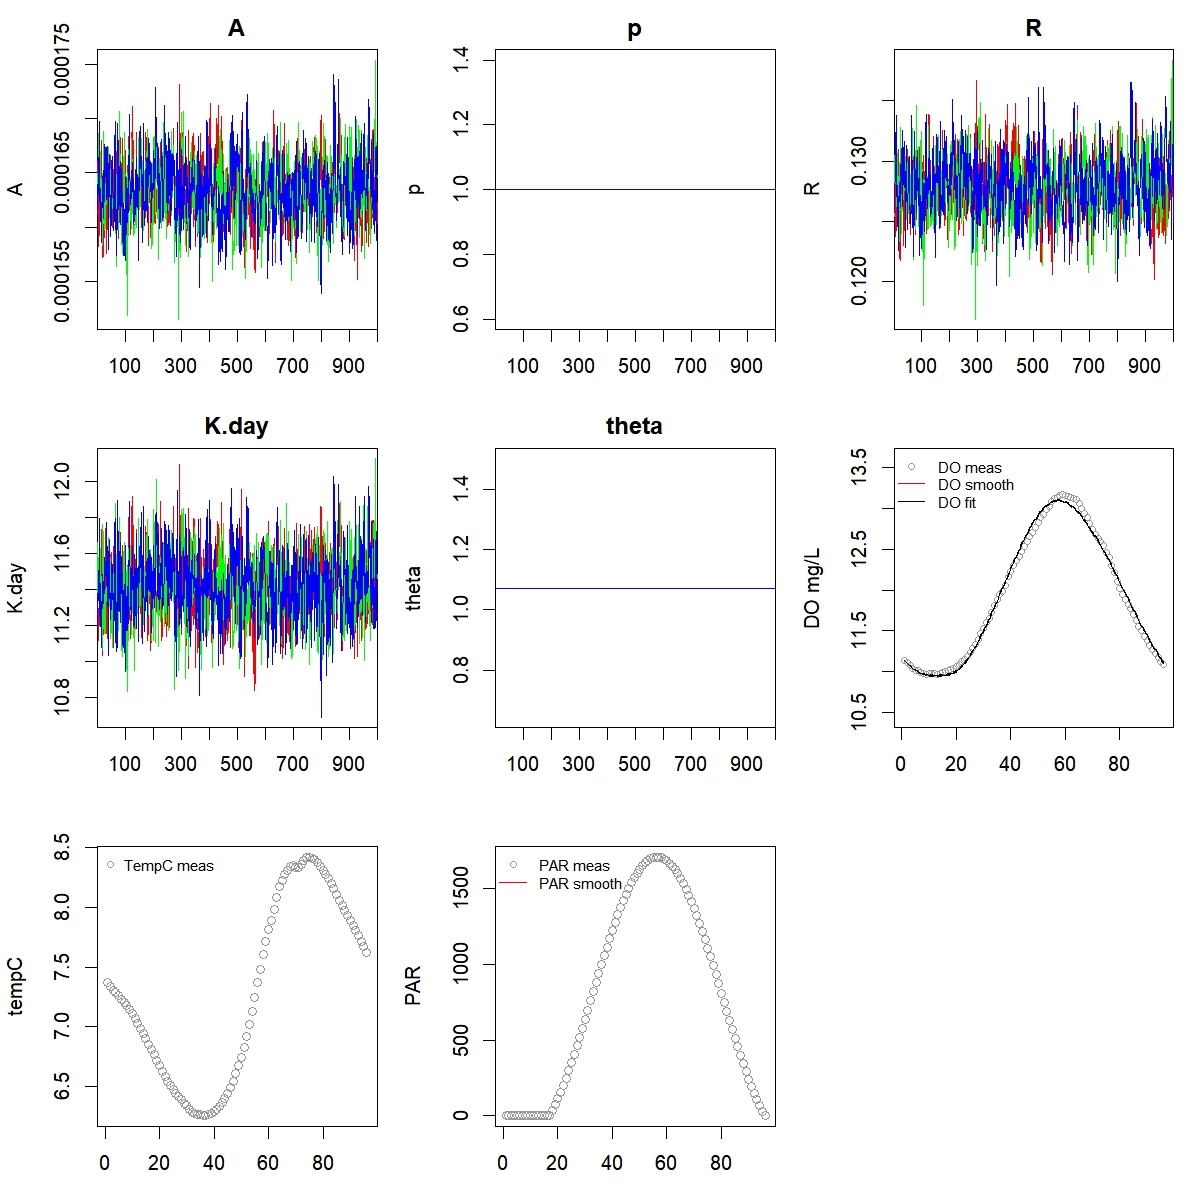 A
A
0.000155 0.000165 0.000175
100 300 500 700 900
p
p
0.6 0.8 1.0 1.2 1.4
100 300 500 700 900
R
R
0.120 0.130
100 300 500 700 900
K.day
K.day
10.8 11.2 11.6 12.0
100 300 500 700 900
theta
theta
0.8 1.0 1.2 1.4
100 300 500 700 900
DO mg/L
10.5 11.5 12.5 13.5
DO meas
DO smooth
DO fit
0 20 40 60 80
tempC
6.5 7.0 7.5 8.0 8.5
TempC meas
0 20 40 60 80
PAR
0 500 1000 1500
PAR meas
PAR smooth
0 20 40 60 80